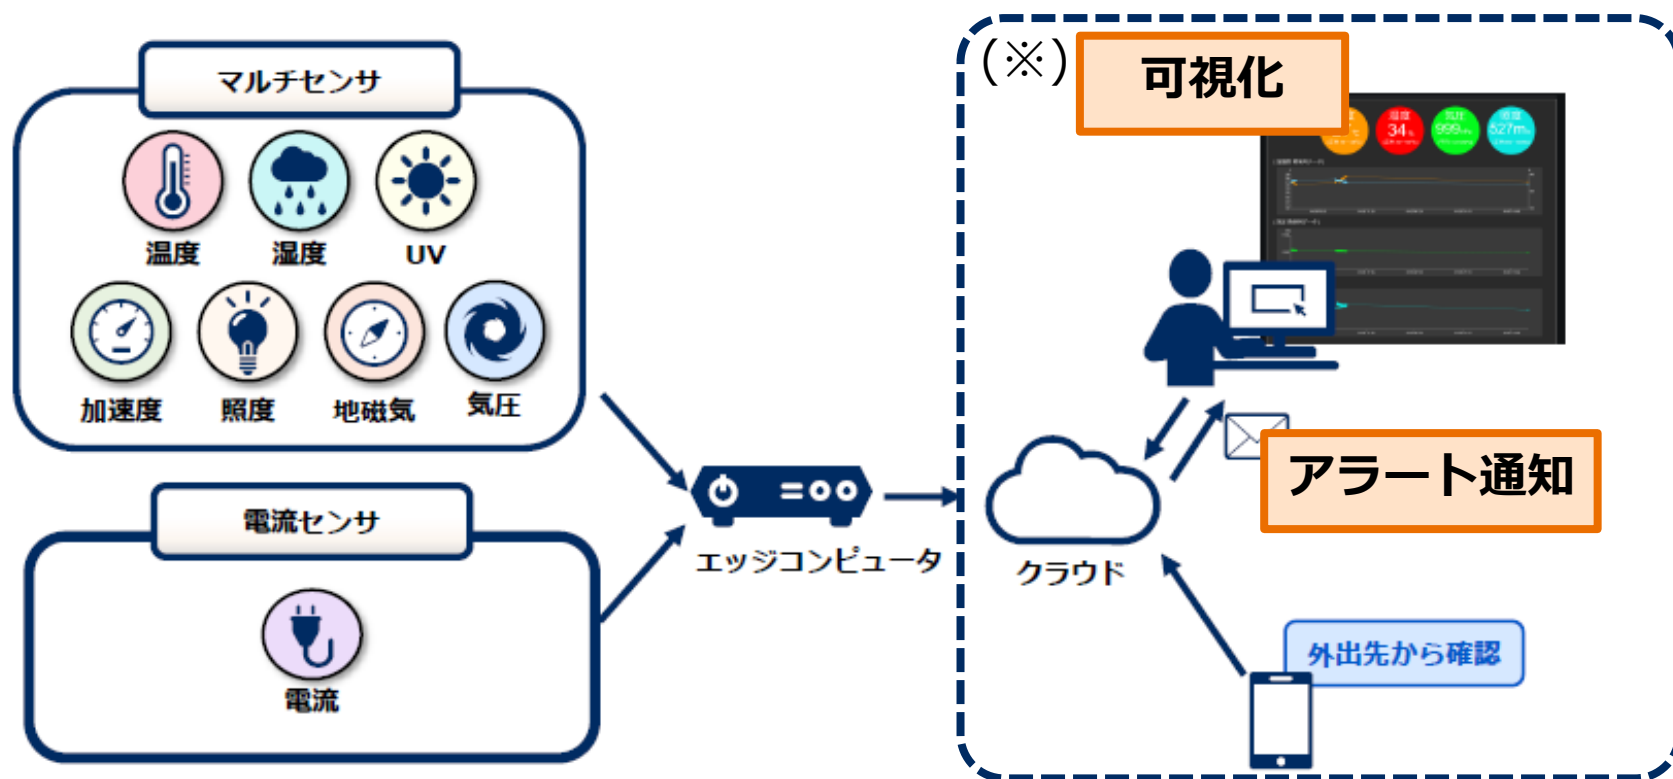 マルチセンサ
温度
湿度
UV
加速度
照度
地磁気
気圧
電流センサ
電流
エッジコンピュータ
(※)
可視化
34
999
527m
クラウド
アラート通知
外出先から確認